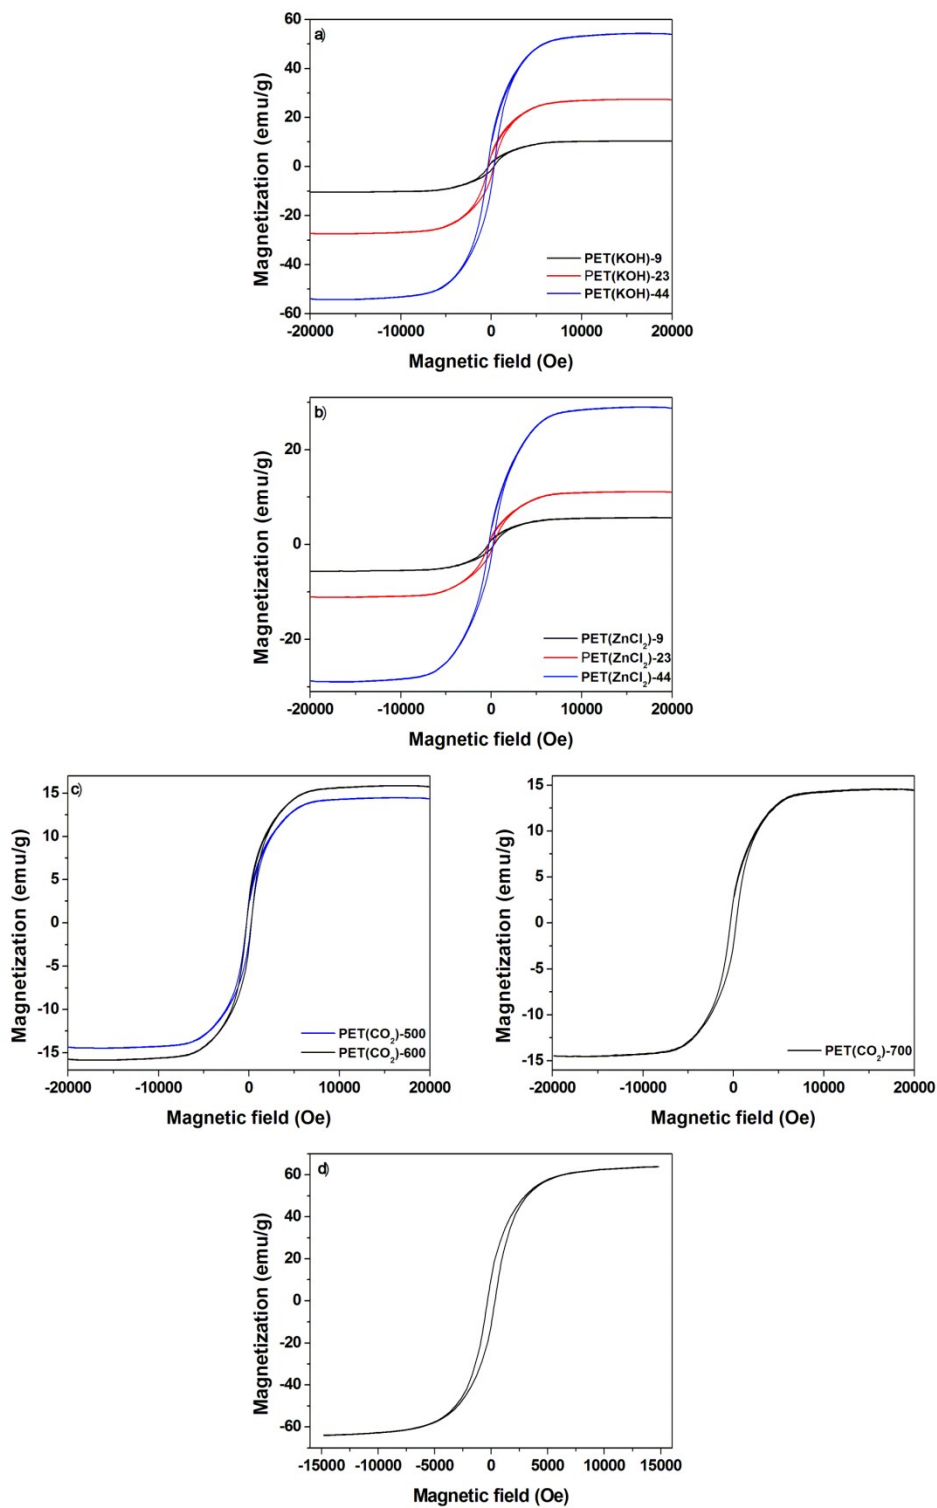 a)
60
40
20
0
-20
-40
-60
Magnetization (emu/g)
PET(KOH)-9
PET(KOH)-23
PET(KOH)-44
-20000 -10000 0 10000 20000
Magnetic field (Oe)
b)
20
0
-20
Magnetization (emu/g)
PET(ZnCl₂)-9
PET(ZnCl₂)-23
PET(ZnCl₂)-44
-20000 -10000 0 10000 20000
Magnetic field (Oe)
c)
15
10
5
0
-5
-10
-15
Magnetization (emu/g)
PET(CO₂)-500
PET(CO₂)-600
-20000 -10000 0 10000 20000
Magnetic field (Oe)
15
10
5
0
-5
-10
-15
Magnetization (emu/g)
PET(CO₂)-700
-20000 -10000 0 10000 20000
Magnetic field (Oe)
d)
60
40
20
0
-20
-40
-60
Magnetization (emu/g)
-15000 -10000 -5000 0 5000 10000 15000
Magnetic field (Oe)